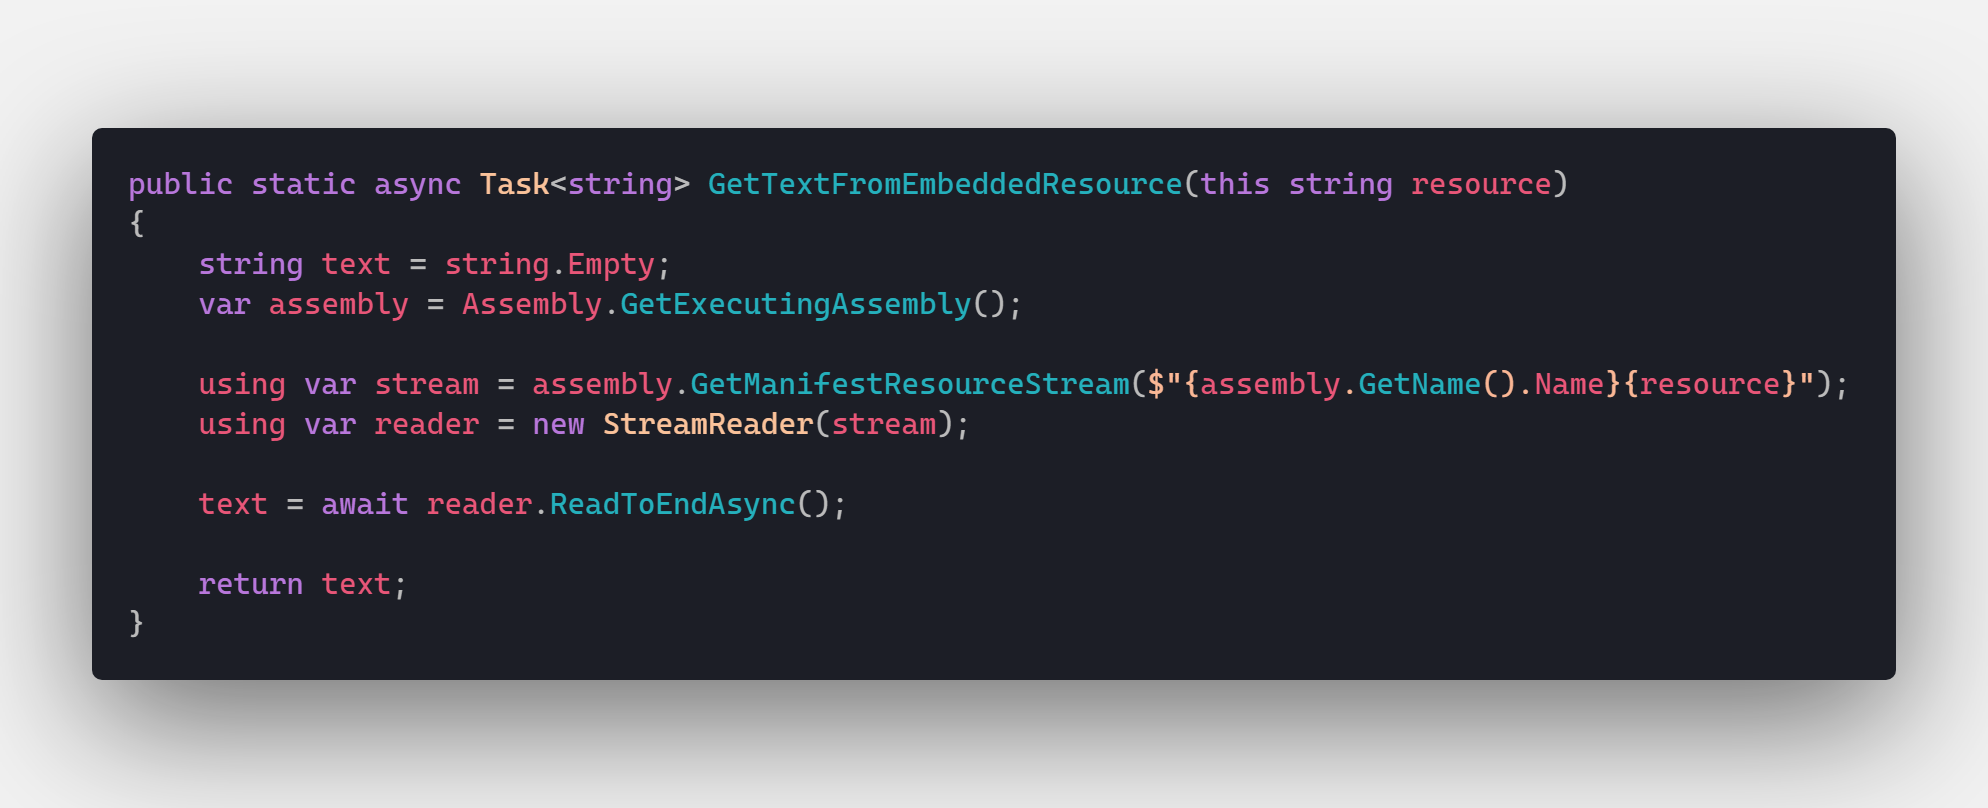 public static async Task<string> GetTextFromEmbeddedResource(this string resource)
{
    string text = string.Empty;
    var assembly = Assembly.GetExecutingAssembly();

    using var stream = assembly.GetManifestResourceStream($"{assembly.GetName().Name}{resource}");
    using var reader = new StreamReader(stream);

    text = await reader.ReadToEndAsync();

    return text;
}